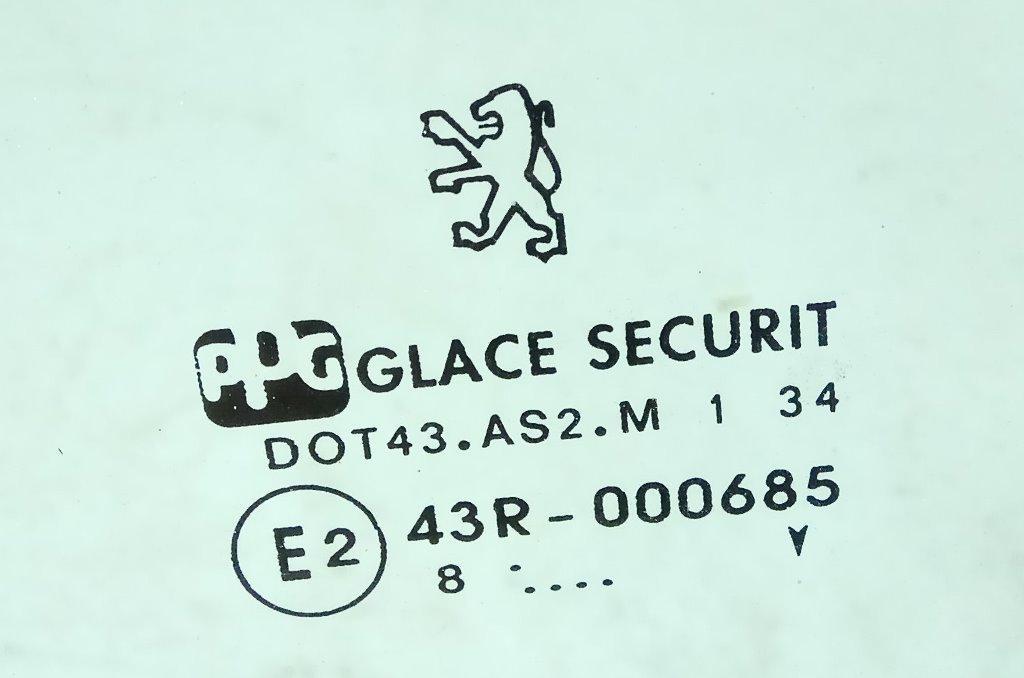 PPG GLACE SECURIT
DOT43.AS2.M 1 34
E2 43R-000685
8 :....